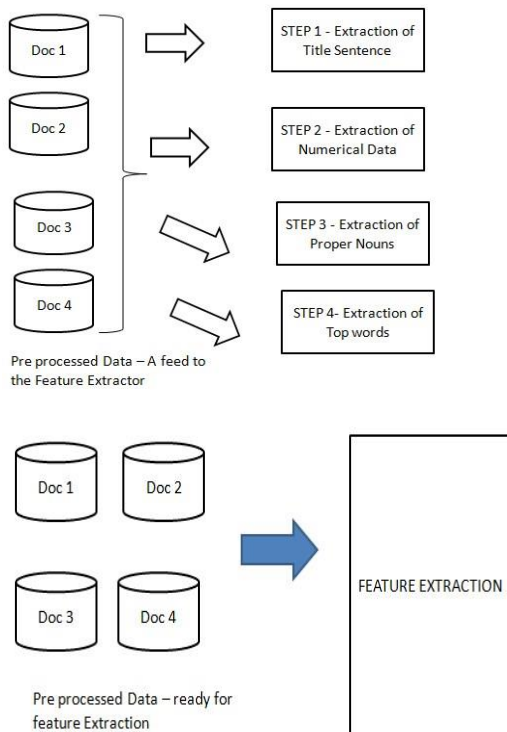 Doc 1
STEP 1 - Extraction of
Title Sentence
Doc 2
STEP 2 - Extraction of
Numerical Data
Doc 3
STEP 3 - Extraction of
Proper Nouns
Doc 4
STEP 4- Extraction of
Top words
Pre processed Data – A feed to
the Feature Extractor
Doc 1
Doc 2
FEATURE EXTRACTION
Doc 3
Doc 4
Pre processed Data – ready for
feature Extraction